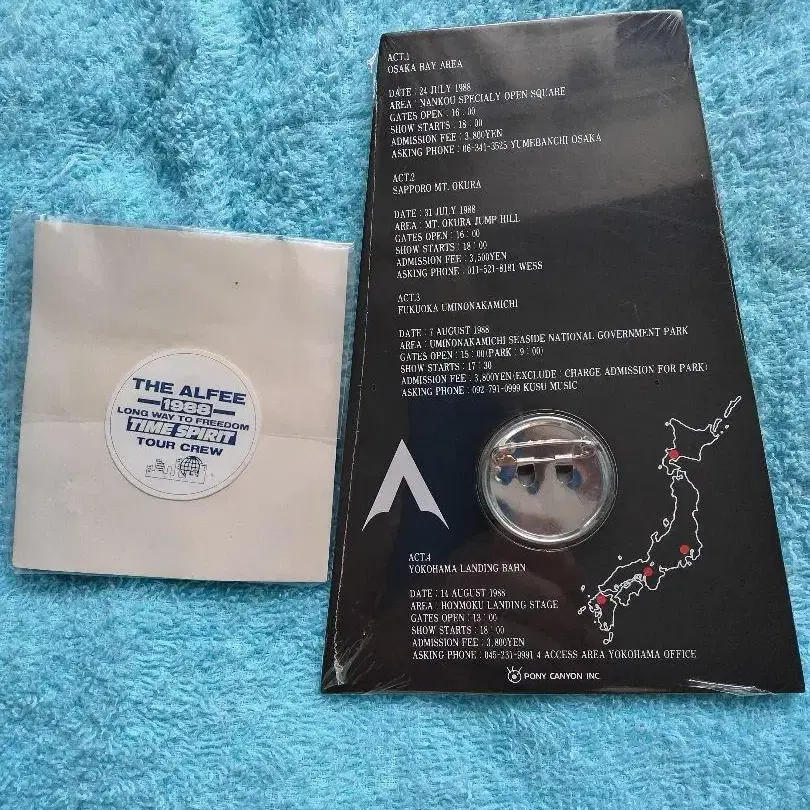 THE ALFEE
1988
LONG WAY TO FREEDOM
TIME SPIRIT
TOUR CREW
ACT.1
OSAKA BAY AREA
DATE : 24 JULY 1988
AREA : NANKOU SPECIALY OPEN SQUARE
GATES OPEN : 16 : 00
SHOW STARTS : 18 : 00
ADMISSION FEE : 3,800YEN
ASKING PHONE : 06-341-3525 YUMEBANCHI OSAKA
ACT.2
SAPPORO MT. OKURA
DATE : 31 JULY 1988
AREA : MT. OKURA JUMP HILL
GATES OPEN : 16 : 00
SHOW STARTS : 18 : 00
ADMISSION FEE : 3,500YEN
ASKING PHONE : 011-521-8181 WESS
ACT.3
FUKUOKA UMINONAKAMICHI
DATE : 7 AUGUST 1988
AREA : UMINONAKAMICHI SEASIDE NATIONAL GOVERNMENT PARK
GATES OPEN : 15 : 00(PARK : 9 : 00)
SHOW STARTS : 17 : 30
ADMISSION FEE : 3,800YEN(EXCLUDE : CHARGE ADMISSION FOR PARK)
ASKING PHONE : 092-791-0999 KUSU MUSIC
ACT.4
YOKOHAMA LANDING BAHN
DATE : 14 AUGUST 1988
AREA : HONMOKU LANDING STAGE
GATES OPEN : 13 : 00
SHOW STARTS : 18 : 00
ADMISSION FEE : 3,800YEN
ASKING PHONE : 045-231-9991 4 ACCESS AREA YOKOHAMA OFFICE
PONY CANYON INC